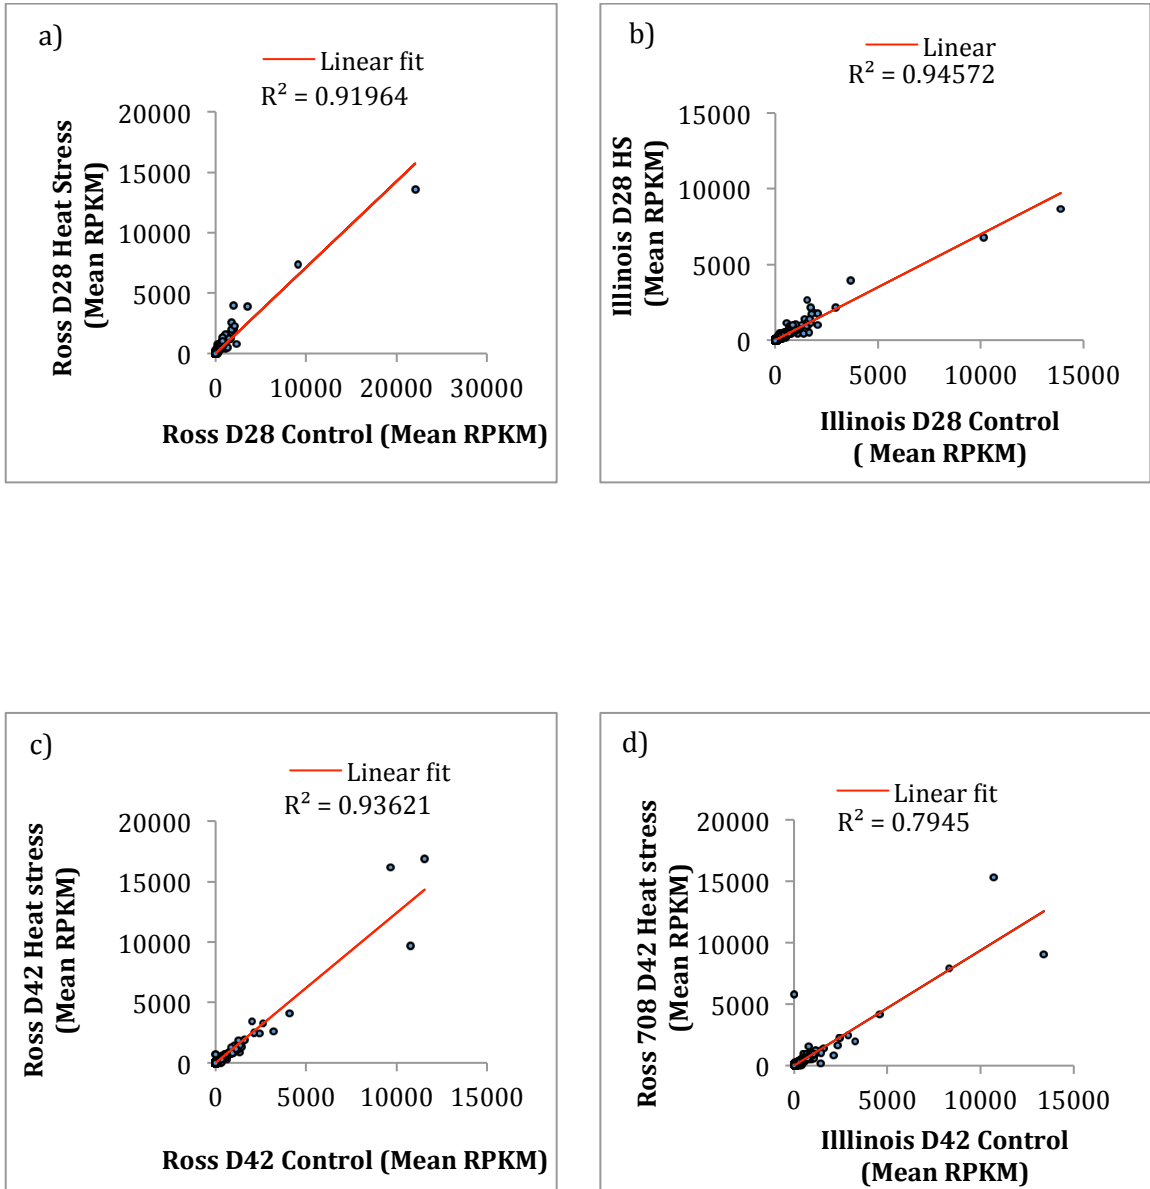 a)
Linear fit
R² = 0.91964
20000
15000
10000
5000
0
0 10000 20000 30000
Ross D28 Heat Stress
(Mean RPKM)
Ross D28 Control (Mean RPKM)
b)
Linear
R² = 0.94572
15000
10000
5000
0
0 5000 10000 15000
Illinois D28 HS
(Mean RPKM)
Illinois D28 Control
( Mean RPKM)
c)
Linear fit
R² = 0.93621
20000
15000
10000
5000
0
0 5000 10000 15000
Ross D42 Heat stress
(Mean RPKM)
Ross D42 Control (Mean RPKM)
d)
Linear fit
R² = 0.7945
20000
15000
10000
5000
0
0 5000 10000 15000
Ross 708 D42 Heat stress
(Mean RPKM)
Illlinois D42 Control
(Mean RPKM)